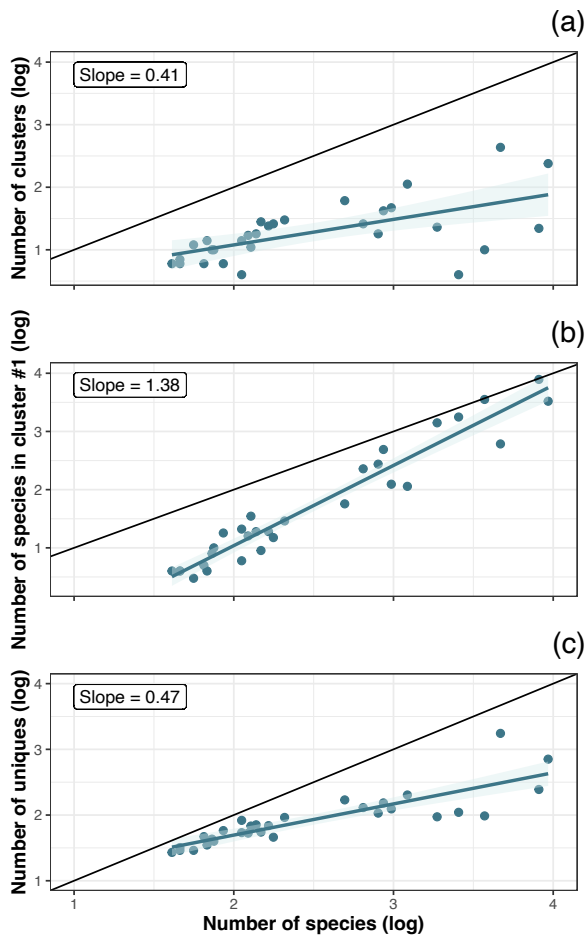 (a)
Number of clusters (log)
4
3
2
1
Slope = 0.41
(b)
Number of species in cluster #1 (log)
4
3
2
1
Slope = 1.38
(c)
Number of uniques (log)
4
3
2
1
Slope = 0.47
1 2 3 4
Number of species (log)